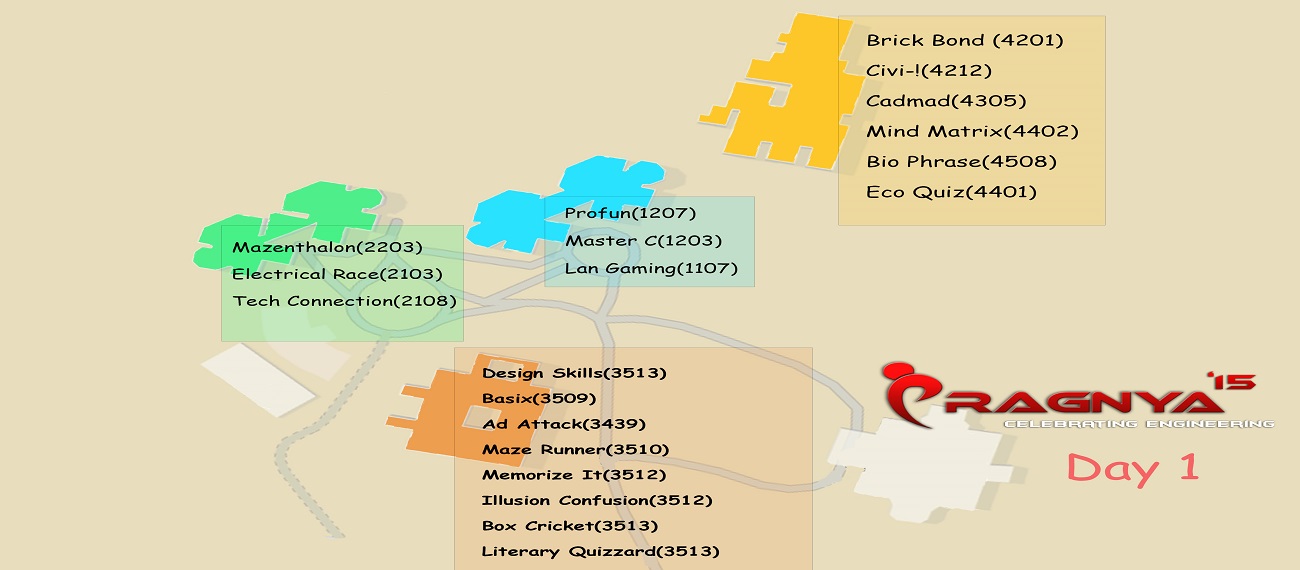 Brick Bond (4201)
Civi-!(4212)
Cadmad(4305)
Mind Matrix(4402)
Bio Phrase(4508)
Eco Quiz(4401)
Profun(1207)
Master C(1203)
Lan Gaming(1107)
Mazenthalon(2203)
Electrical Race(2103)
Tech Connection(2108)
Design Skills(3513)
Basix(3509)
Ad Attack(3439)
Maze Runner(3510)
Memorize It(3512)
Illusion Confusion(3512)
Box Cricket(3513)
Literary Quizzard(3513)
PRAGNYA'15
CELEBRATING ENGINEERING
Day 1